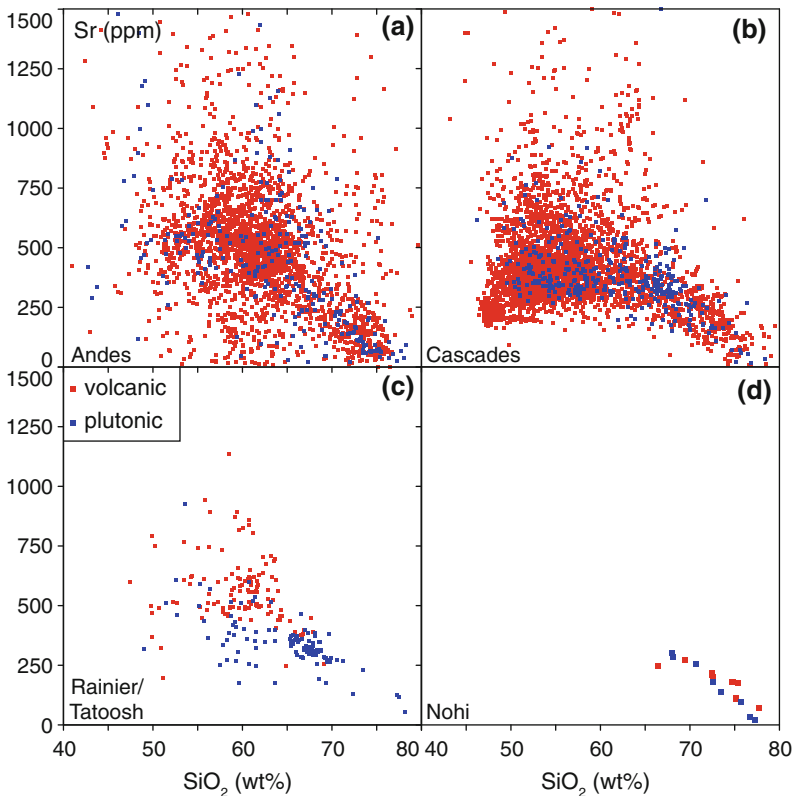 1500
1250
1000
750
500
250
0
Sr (ppm)
(a)
Andes
(b)
Cascades
1500
1250
1000
750
500
250
0
volcanic
plutonic
(c)
Rainier/
Tatoosh
(d)
Nohi
40 50 60 70 80
40 50 60 70 80
SiO₂ (wt%)
SiO₂ (wt%)